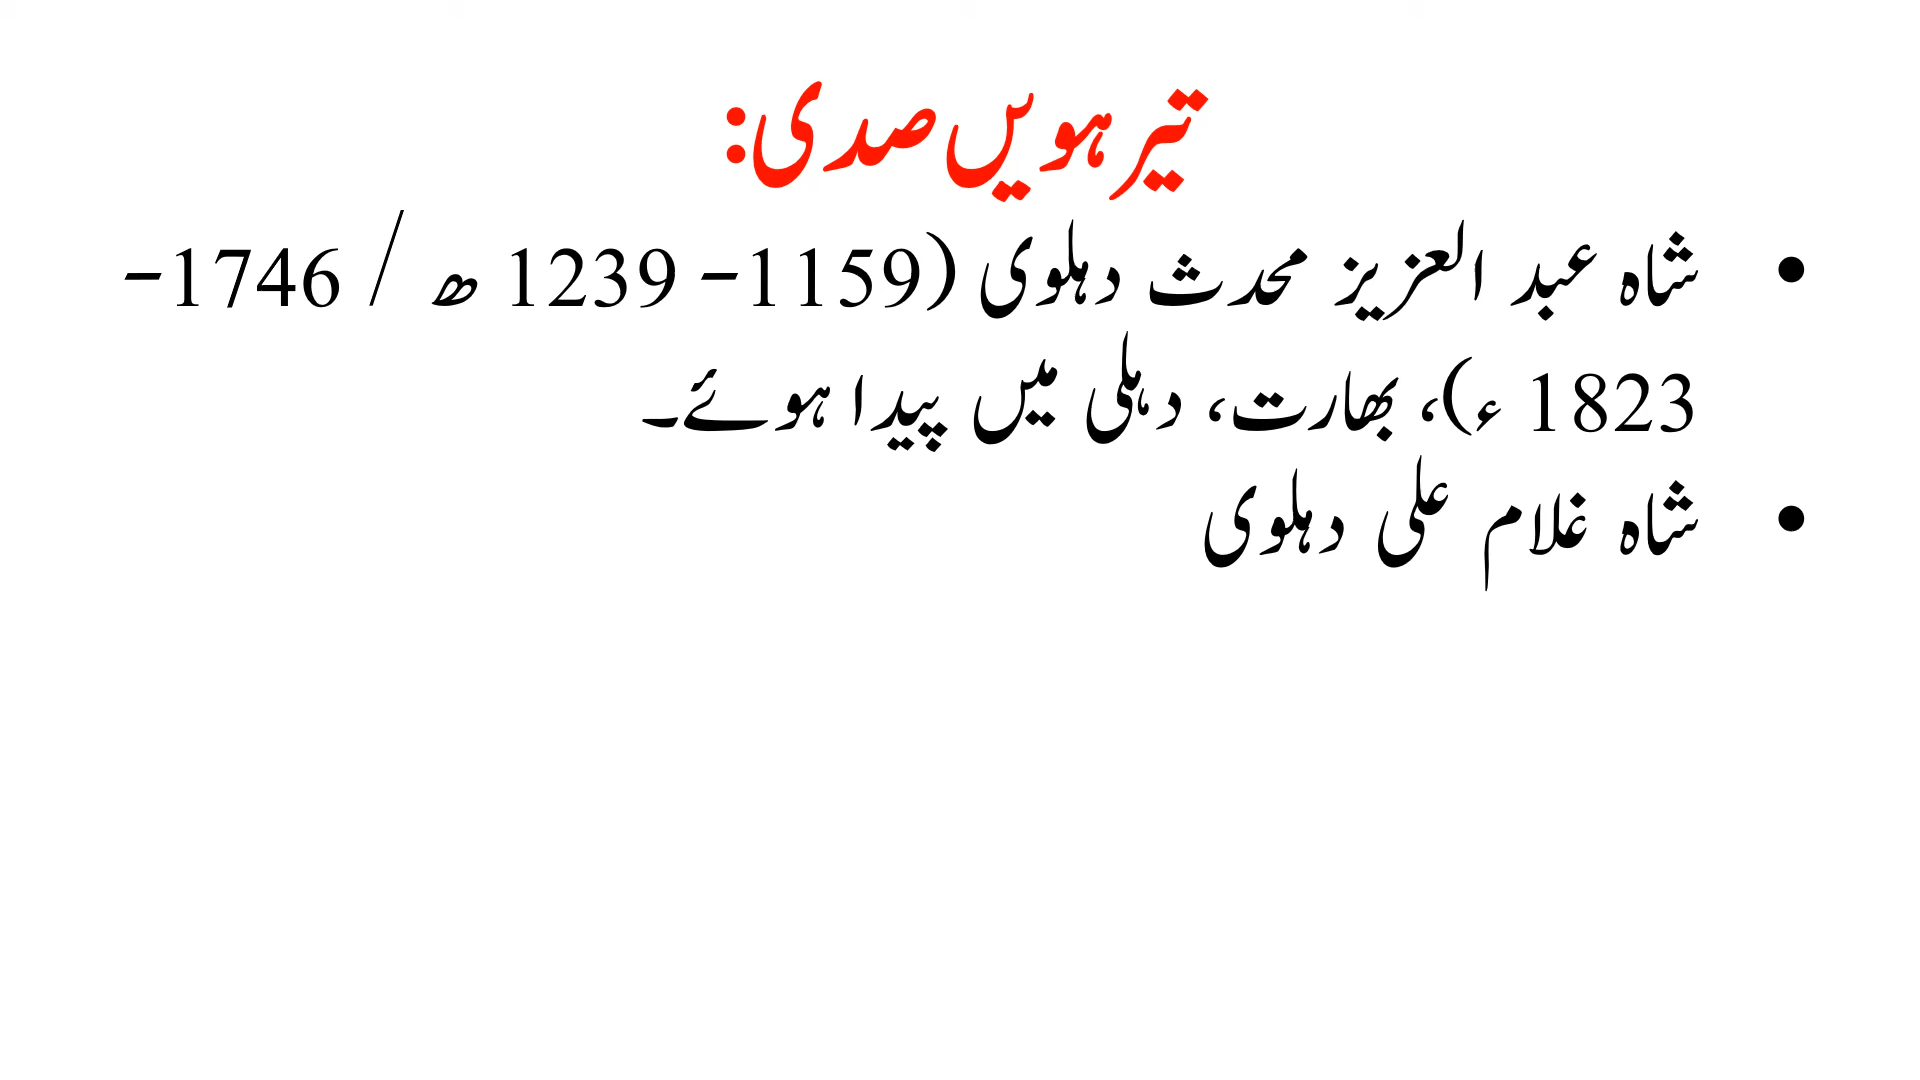 تیرہویں صدی:
• شاہ عبد العزیز محدث دہلوی (1159- 1239 ھ / 1746-
1823 ء)، بھارت، دہلی میں پیدا ہوئے۔
• شاہ غلام علی دہلوی